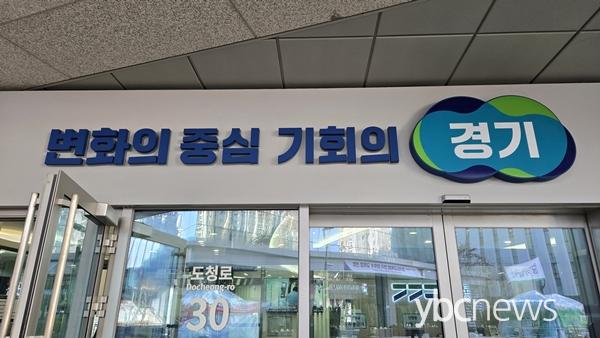 변화의 중심 기회의 경기
도청로
Docheong-ro
30
ybcnews